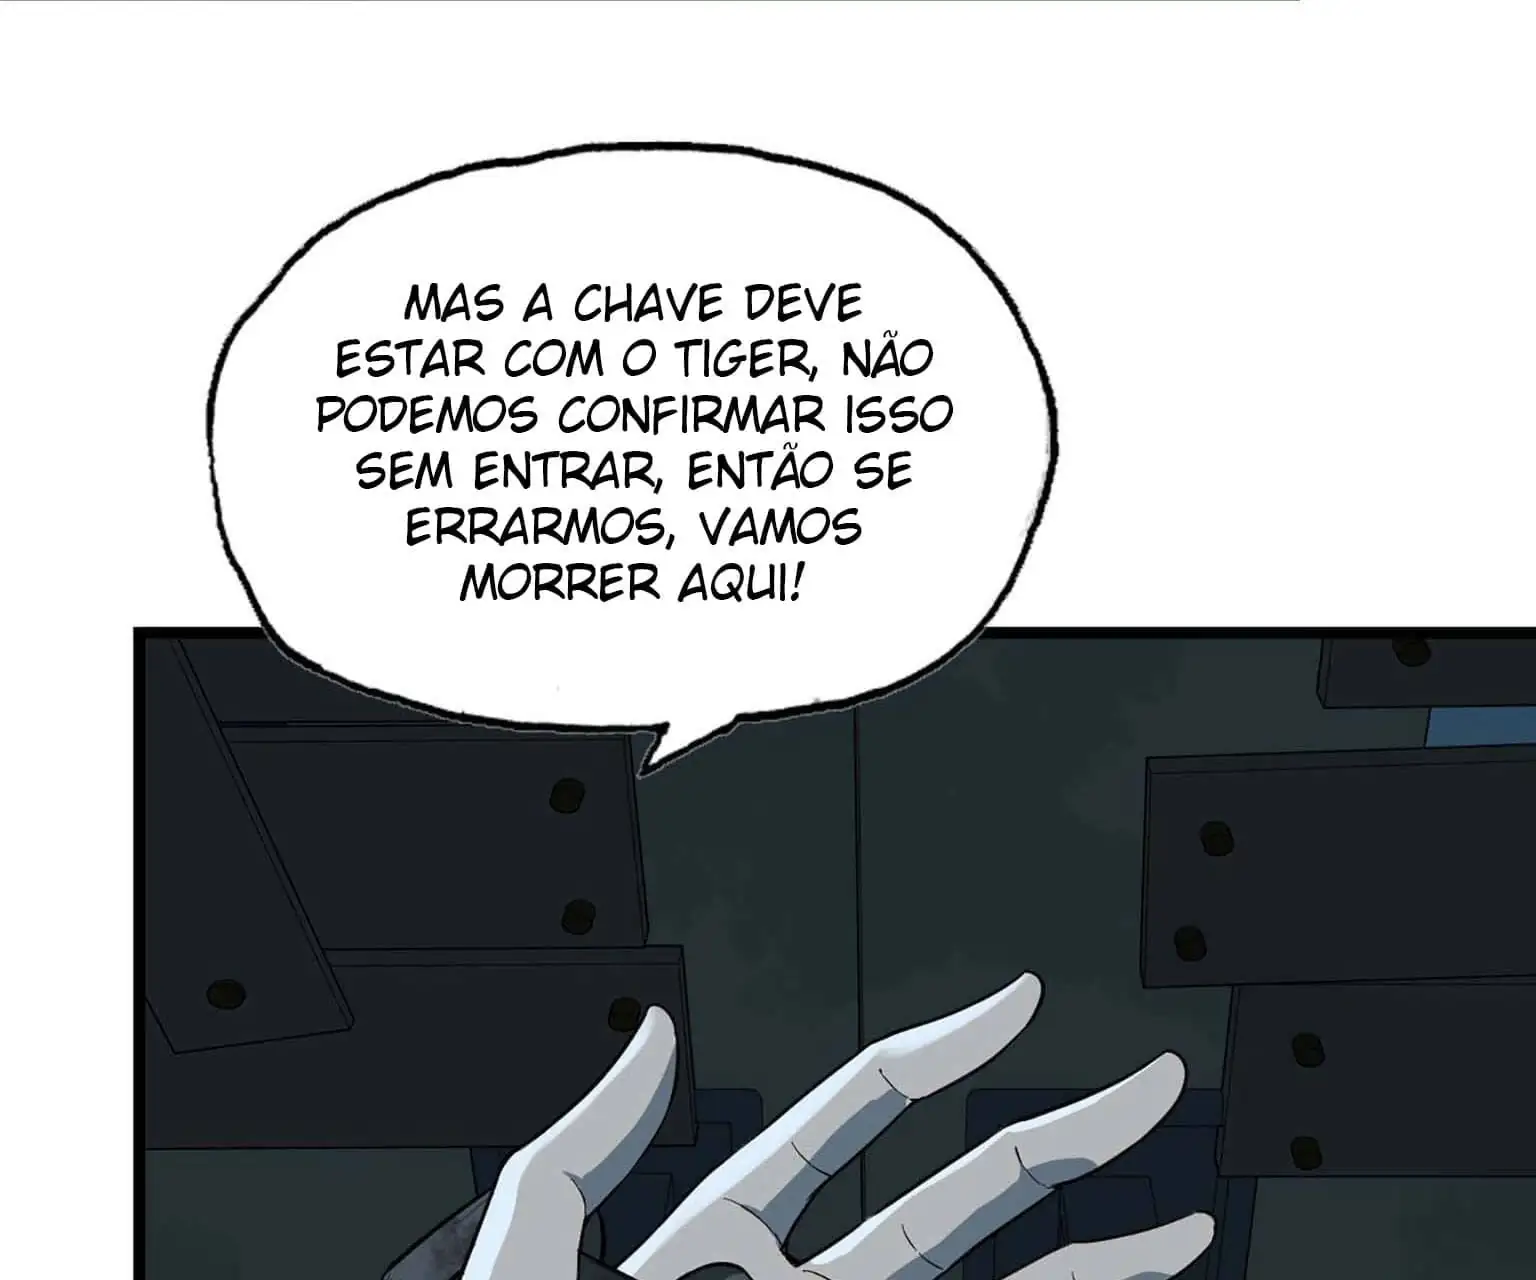 MAS A CHAVE DEVE
ESTAR COM O TIGER, NÃO
PODEMOS CONFIRMAR ISSO
SEM ENTRAR, ENTÃO SE
ERRARMOS, VAMOS
MORRER AQUI!